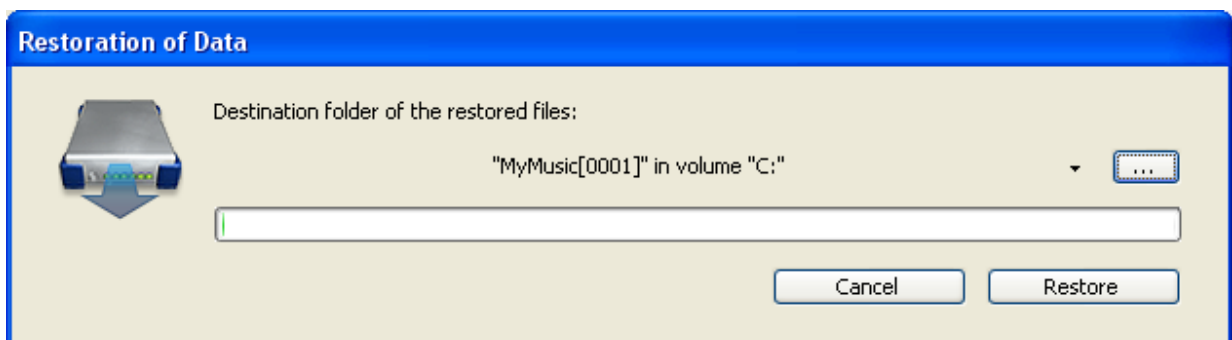 Restoration of Data
Destination folder of the restored files:
"MyMusic[0001]" in volume "C:"
...
Cancel
Restore